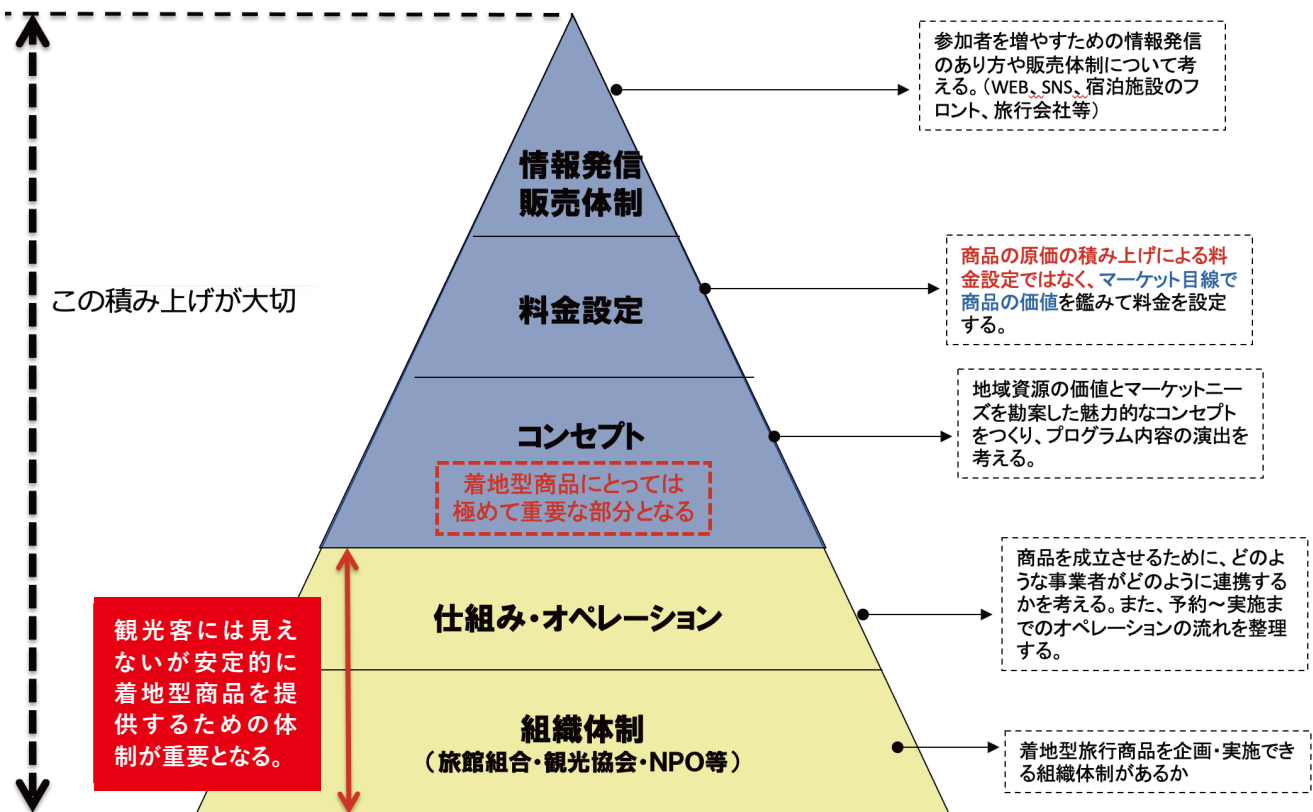 参加者を増やすための情報発信
のあり方や販売体制について考
える。（WEB、SNS、宿泊施設のフ
ロント、旅行会社等）
情報発信
販売体制
商品の原価の積み上げによる料
金設定ではなく、マーケット目線で
商品の価値を鑑みて料金を設定
する。
この積み上げが大切
料金設定
地域資源の価値とマーケットニー
ズを勘案した魅力的なコンセプト
をつくり、プログラム内容の演出を
考える。
コンセプト
着地型商品にとっては
極めて重要な部分となる
商品を成立させるために、どのよ
うな事業者がどのように連携する
かを考える。また、予約～実施ま
でのオペレーションの流れを整理
する。
仕組み・オペレーション
観光客には見え
ないが安定的に
着地型商品を提
供するための体
制が重要となる。
組織体制
（旅館組合・観光協会・NPO等）
着地型旅行商品を企画・実施でき
る組織体制があるか